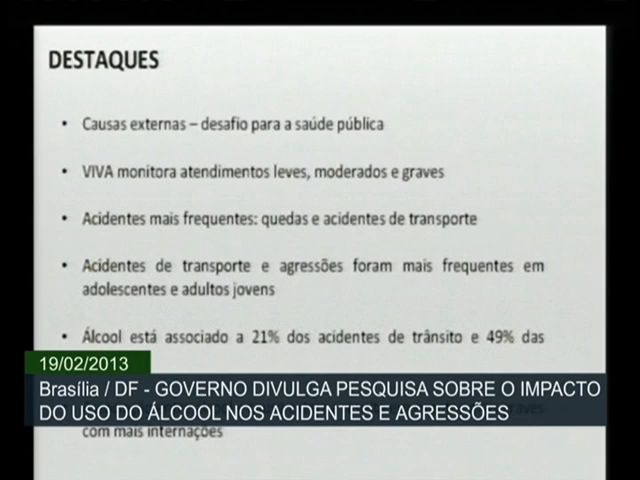 DESTAQUES
• Causas externas – desafio para a saúde pública
• VIVA monitora atendimentos leves, moderados e graves
• Acidentes mais frequentes: quedas e acidentes de transporte
• Acidentes de transporte e agressões foram mais frequentes em
adolescentes e adultos jovens
• Álcool está associado a 21% dos acidentes de trânsito e 49% das
19/02/2013
Brasília / DF - GOVERNO DIVULGA PESQUISA SOBRE O IMPACTO
DO USO DO ÁLCOOL NOS ACIDENTES E AGRESSÕES
com mais internações